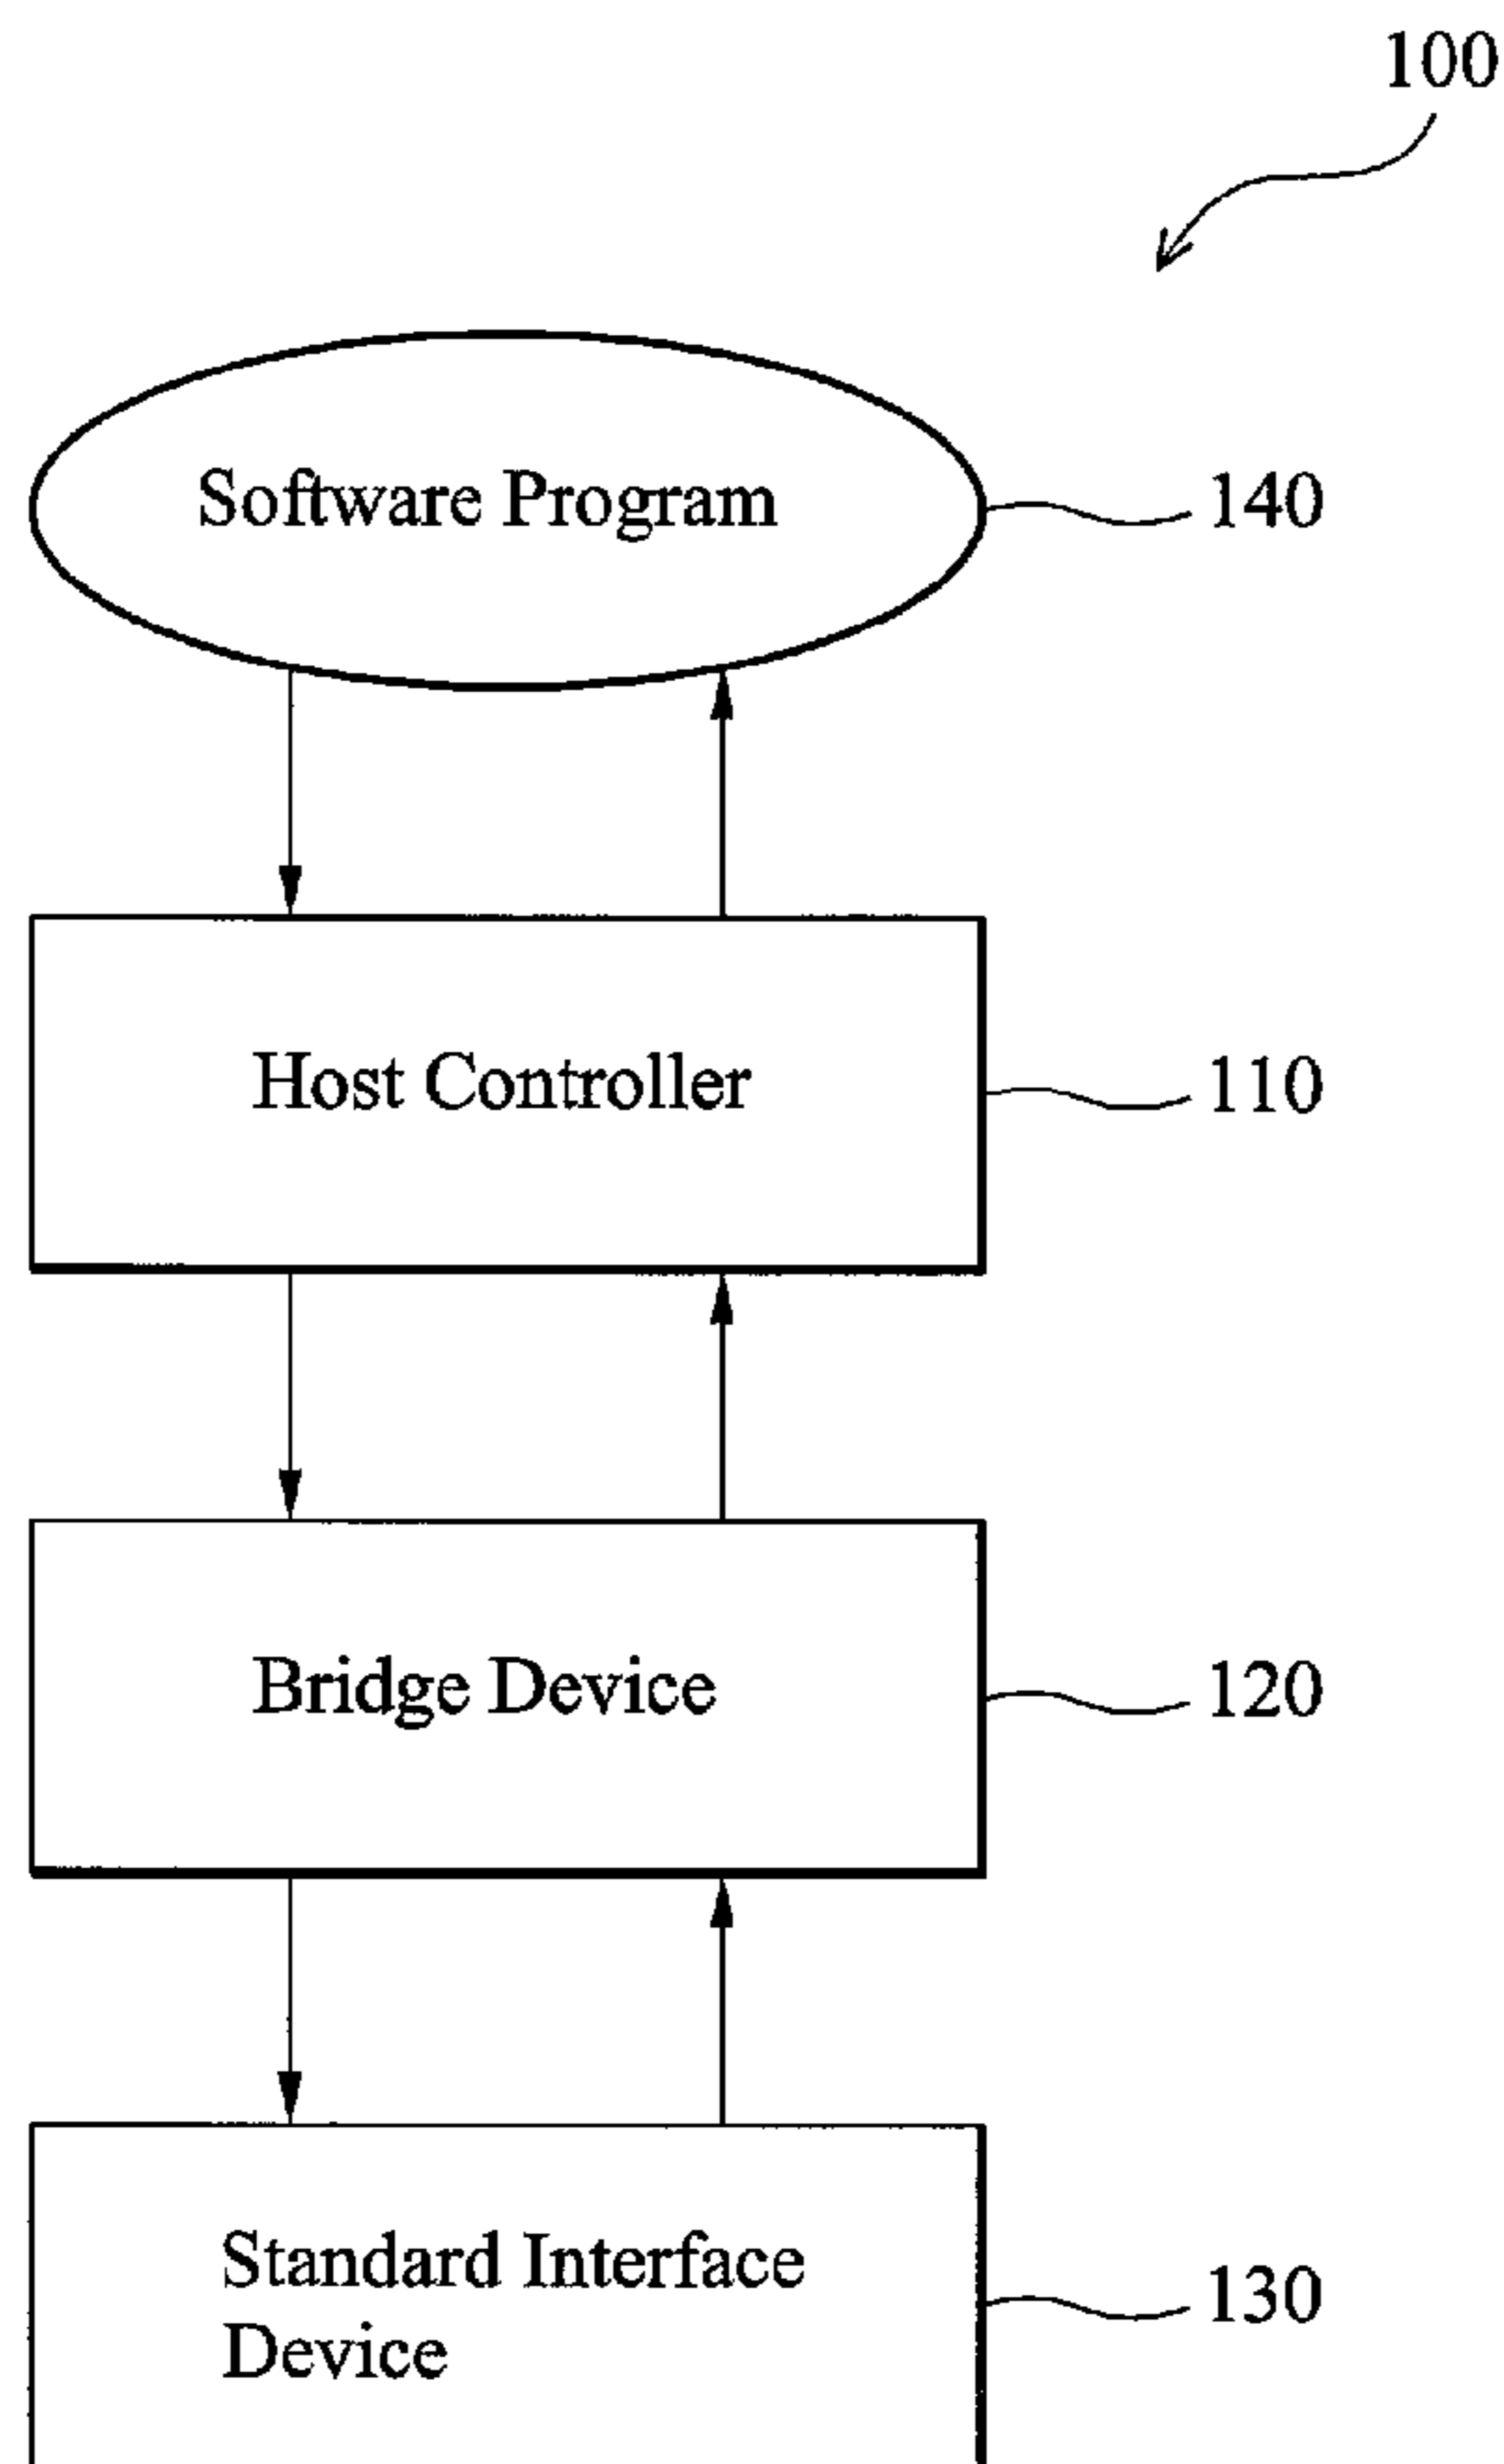 100
Software Program
140
Host Controller
110
Bridge Device
120
Standard Interface
Device
130